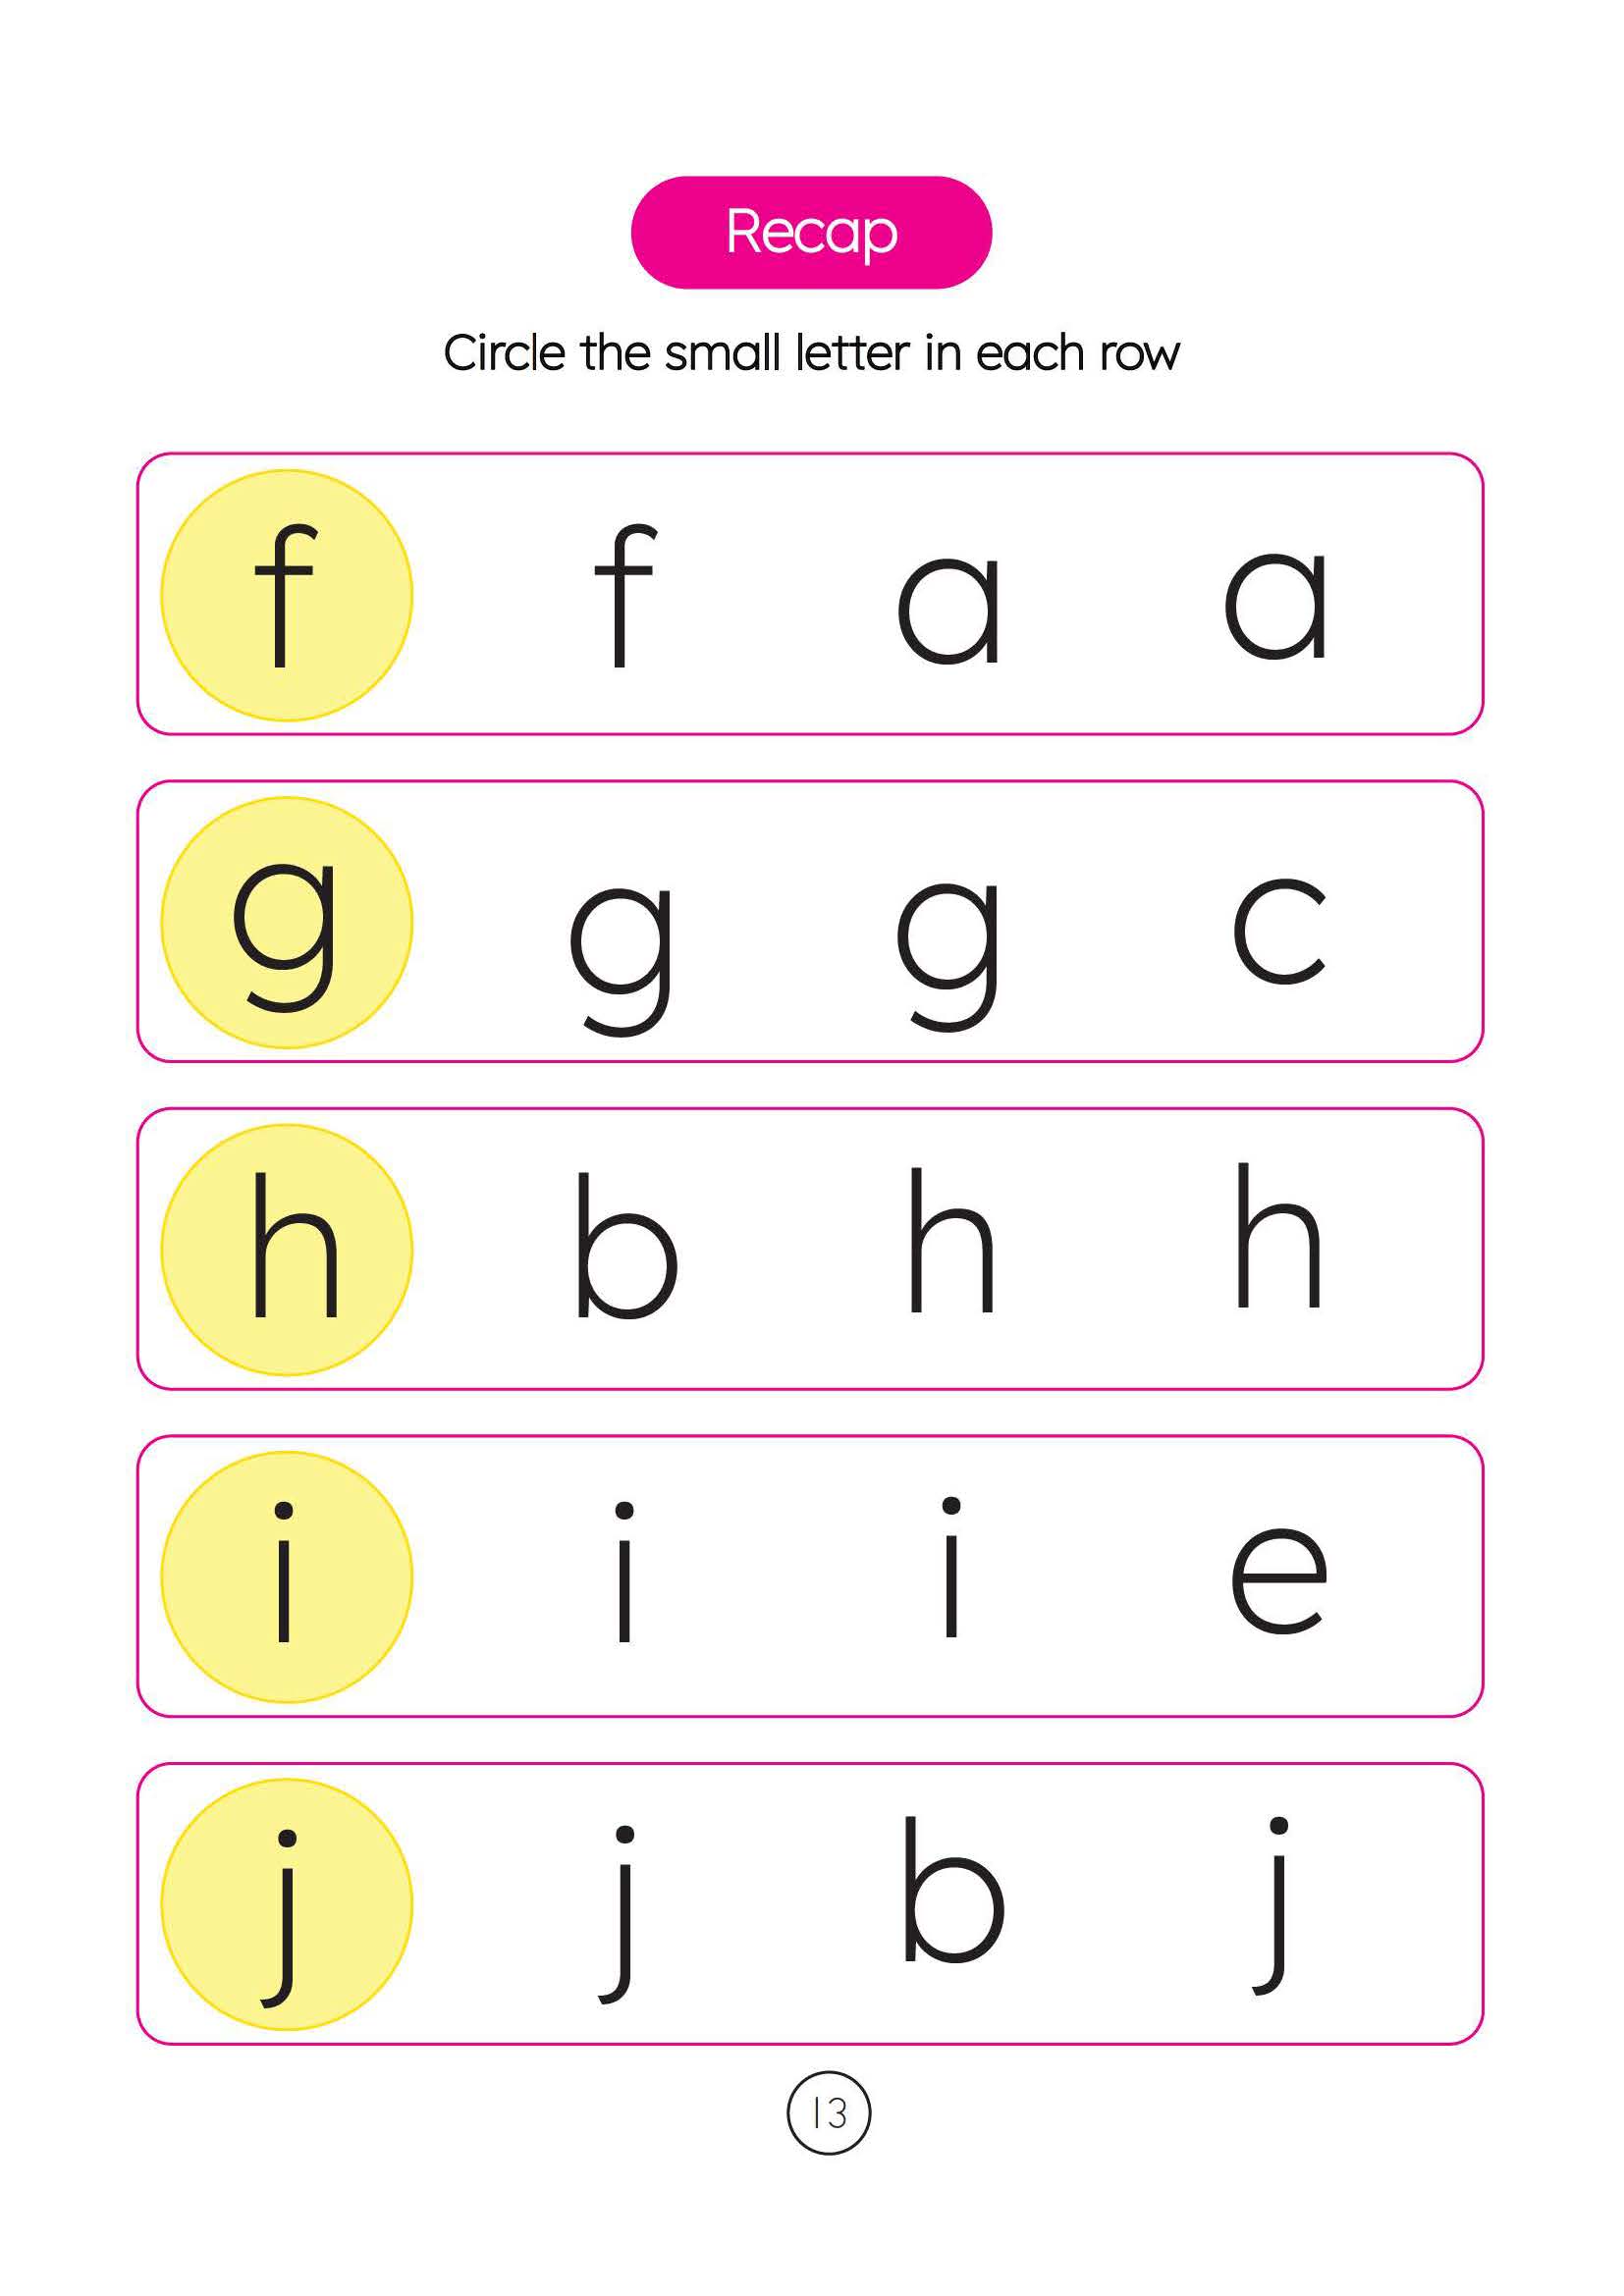 Recap
Circle the small letter in each row
f f a a
g g g c
h b h h
i i i e
j j b j
13